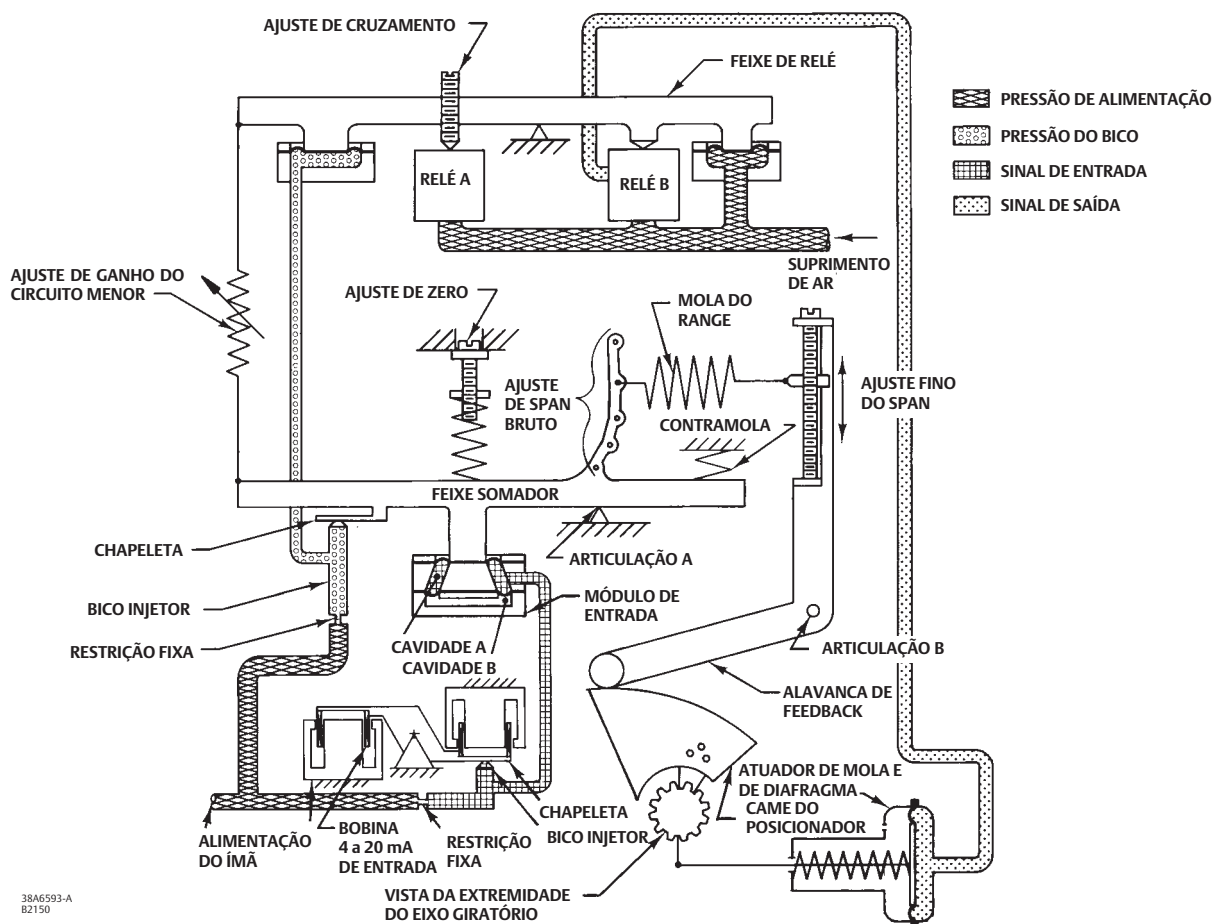 AJUSTE DE CRUZAMENTO
FEIXE DE RELÉ
PRESSÃO DE ALIMENTAÇÃO
PRESSÃO DO BICO
SINAL DE ENTRADA
SINAL DE SAÍDA
RELÉ A
RELÉ B
SUPRIMENTO
DE AR
AJUSTE DE GANHO DO
CIRCUITO MENOR
AJUSTE DE ZERO
MOLA DO
RANGE
AJUSTE
DE SPAN
BRUTO
AJUSTE FINO
DO SPAN
CONTRAMOLA
FEIXE SOMADOR
CHAPELETA
ARTICULAÇÃO A
BICO INJETOR
MÓDULO DE
ENTRADA
RESTRIÇÃO FIXA
CAVIDADE A
CAVIDADE B
ARTICULAÇÃO B
ALAVANCA DE
FEEDBACK
ATUADOR DE MOLA E
DE DIAFRAGMA
CAME DO
POSICIONADOR
CHAPELETA
BICO INJETOR
ALIMENTAÇÃO
DO ÍMÃ
BOBINA
4 a 20 mA
DE ENTRADA
RESTRIÇÃO
FIXA
VISTA DA EXTREMIDADE
DO EIXO GIRATÓRIO
38A6593-A
B2150